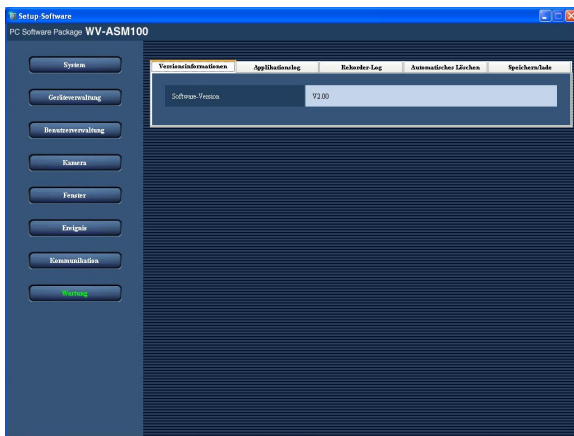 Setup-Software
PC Software Package WV-ASM100
System
Geräteverwaltung
Benutzerverwaltung
Kamera
Fenster
Ereignis
Kommunikation
Wartung
Versionsinformationen
Applikationslog
Rekorder-Log
Automatisches Löschen
Speichern/lade
Software-Version
V2.00